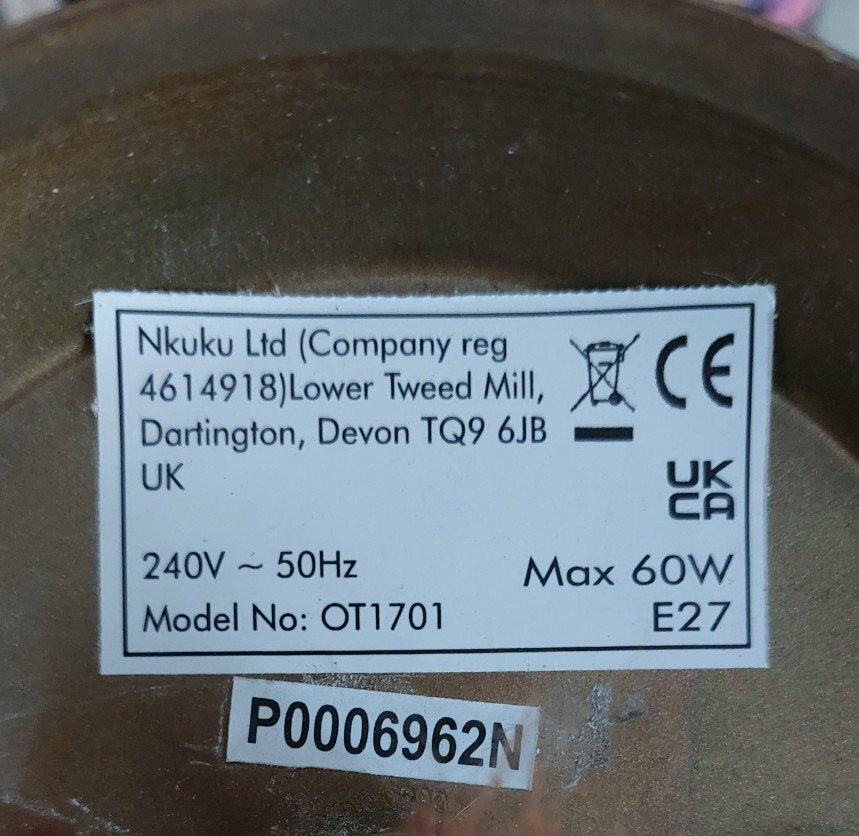 Nkuku Ltd (Company reg
4614918)Lower Tweed Mill,
Dartington, Devon TQ9 6JB
UK
CE
UK
CA
240V ~ 50Hz
Max 60W
Model No: OT1701
E27
P0006962N